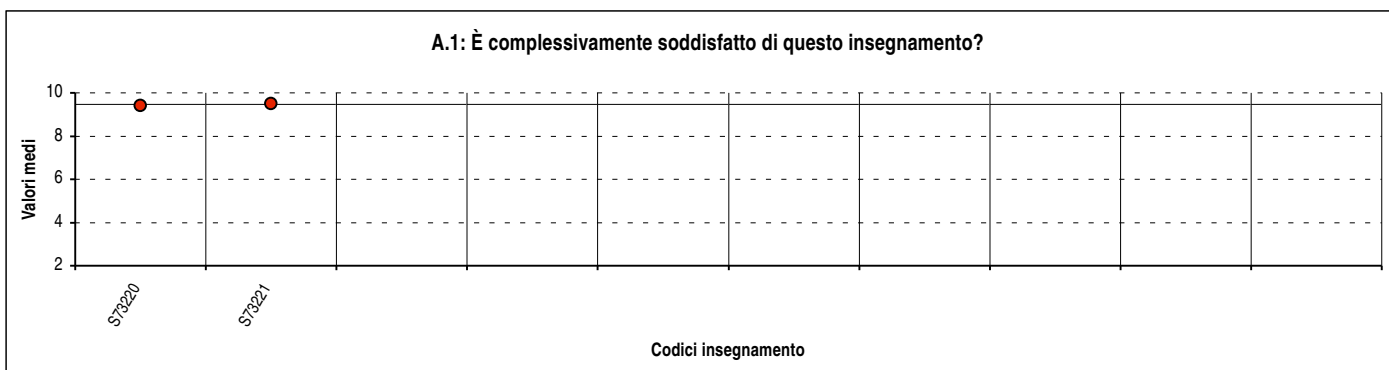 A.1: È complessivamente soddisfatto di questo insegnamento?
Valori medi
10
8
6
4
2
S73220
S73221
Codici insegnamento